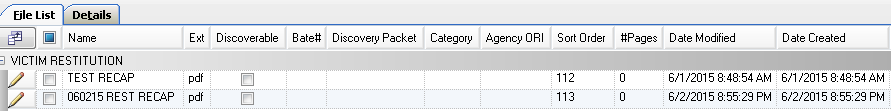 File List Details
Name Ext Discoverable Bate# Discovery Packet Category Agency ORI Sort Order #Pages Date Modified Date Created
VICTIM RESTITUTION
TEST RECAP pdf 112 0 6/1/2015 8:48:54 AM 6/1/2015 8:48:54 AM
060215 REST RECAP pdf 113 0 6/2/2015 8:55:29 PM 6/2/2015 8:55:29 PM